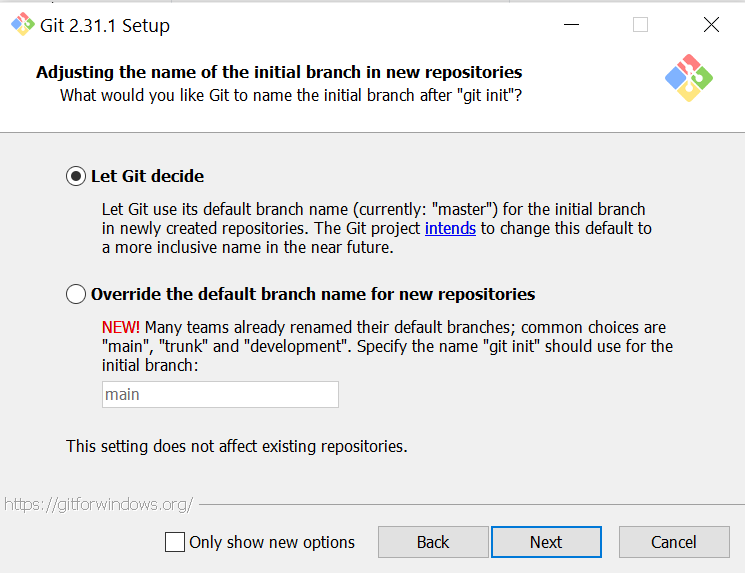 Git 2.31.1 Setup
Adjusting the name of the initial branch in new repositories
What would you like Git to name the initial branch after "git init"?
Let Git decide
Let Git use its default branch name (currently: "master") for the initial branch
in newly created repositories. The Git project intends to change this default to
a more inclusive name in the near future.
Override the default branch name for new repositories
NEW! Many teams already renamed their default branches; common choices are
"main", "trunk" and "development". Specify the name "git init" should use for the
initial branch:
main
This setting does not affect existing repositories.
https://gitforwindows.org/
Only show new options
Back
Next
Cancel